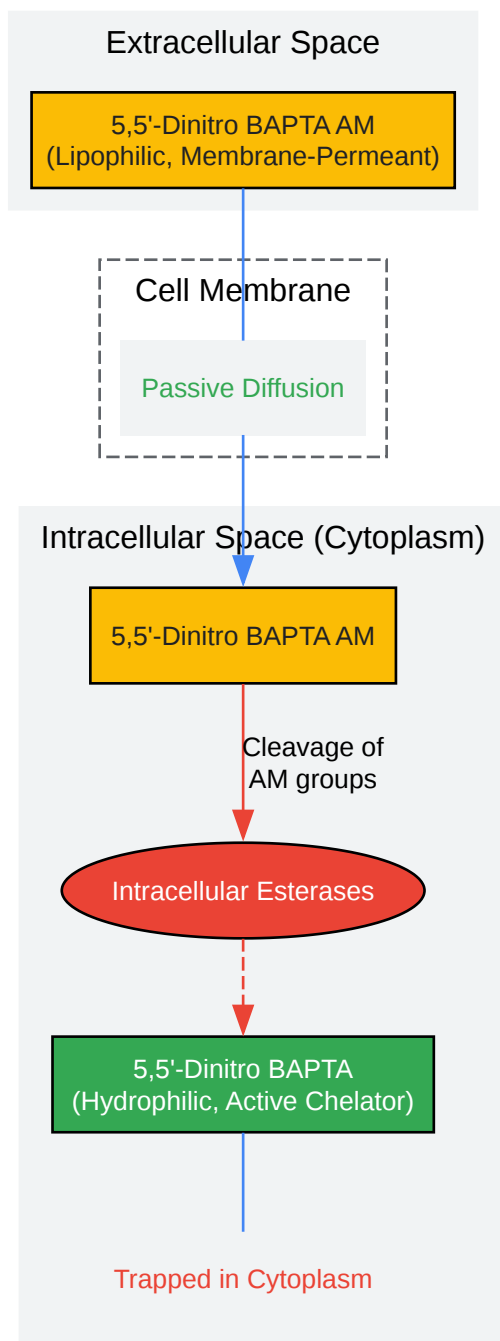 Extracellular Space
5,5'-Dinitro BAPTA AM
(Lipophilic, Membrane-Permeant)
Cell Membrane
Passive Diffusion
Intracellular Space (Cytoplasm)
5,5'-Dinitro BAPTA AM
Cleavage of
AM groups
Intracellular Esterases
5,5'-Dinitro BAPTA
(Hydrophilic, Active Chelator)
Trapped in Cytoplasm